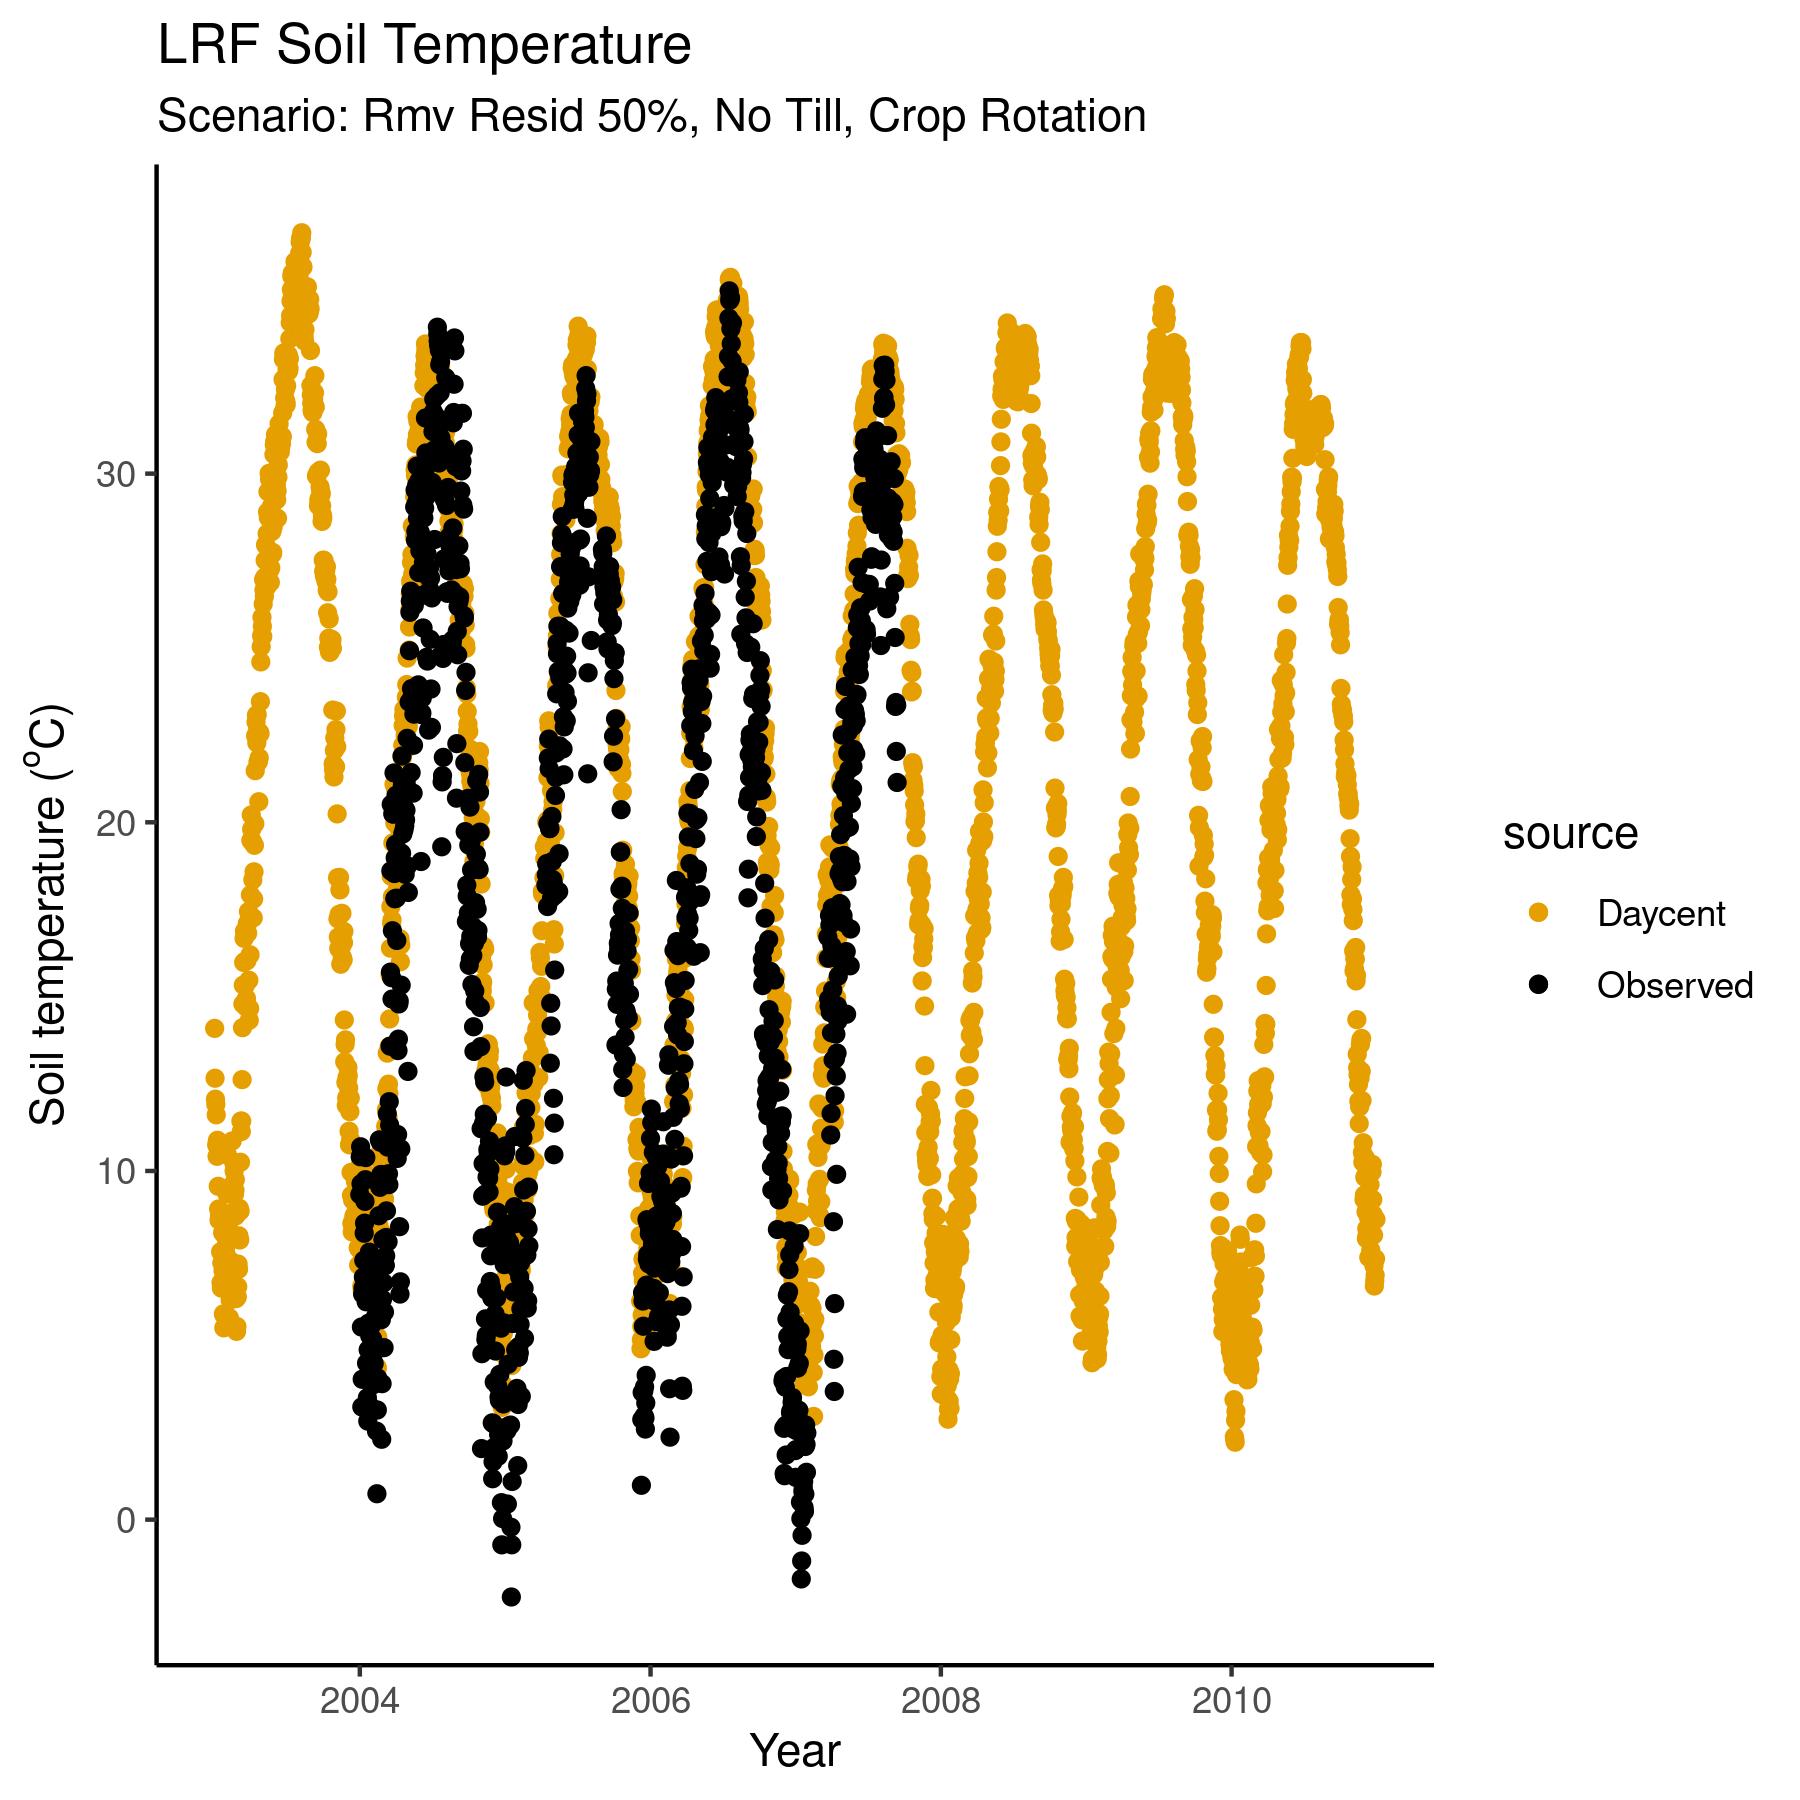 LRF Soil Temperature
Scenario: Rmv Resid 50%, No Till, Crop Rotation
Soil temperature (°C)
30
20
10
0
2004 2006 2008 2010
Year
source
Daycent
Observed